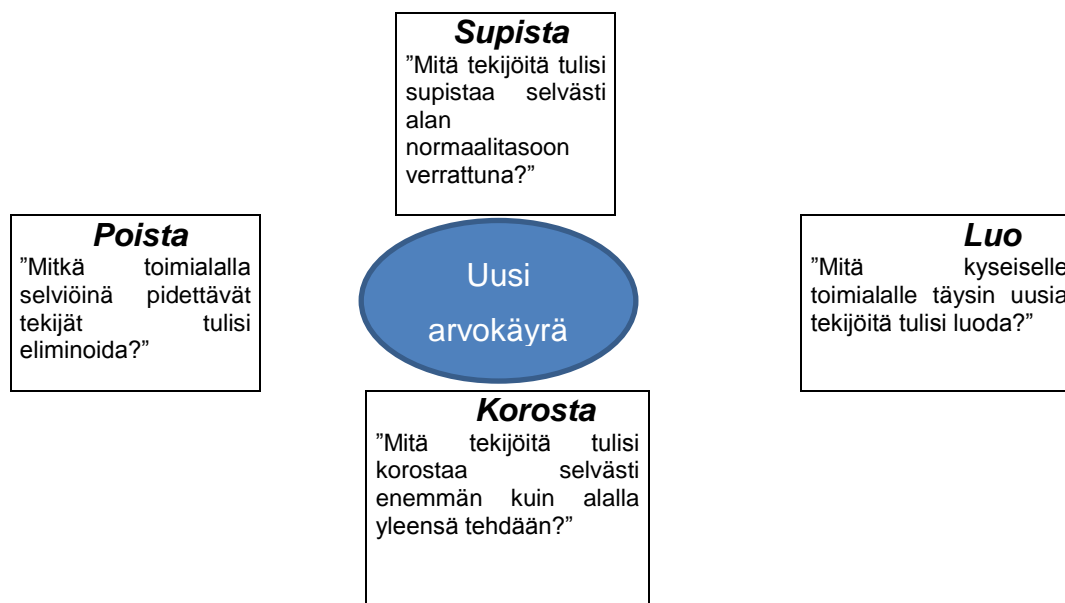 Supista
”Mitä tekijöitä tulisi
supistaa selvästi
alan
normaalitasoon
verrattuna?”
Poista
”Mitkä toimialalla
selviöinä pidettävät
tekijät tulisi
eliminoida?”
Uusi
arvokäyrä
Luo
”Mitä kyseiselle
toimialalle täysin uusia
tekijöitä tulisi luoda?”
Korosta
”Mitä tekijöitä tulisi
korostaa selvästi
enemmän kuin alalla
yleensä tehdään?”